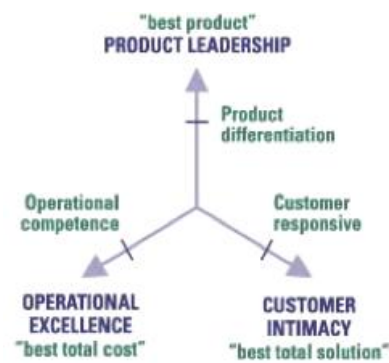 "best product"
PRODUCT LEADERSHIP
Product
differentiation
Operational
competence
Customer
responsive
OPERATIONAL
EXCELLENCE
"best total cost"
CUSTOMER
INTIMACY
"best total solution"